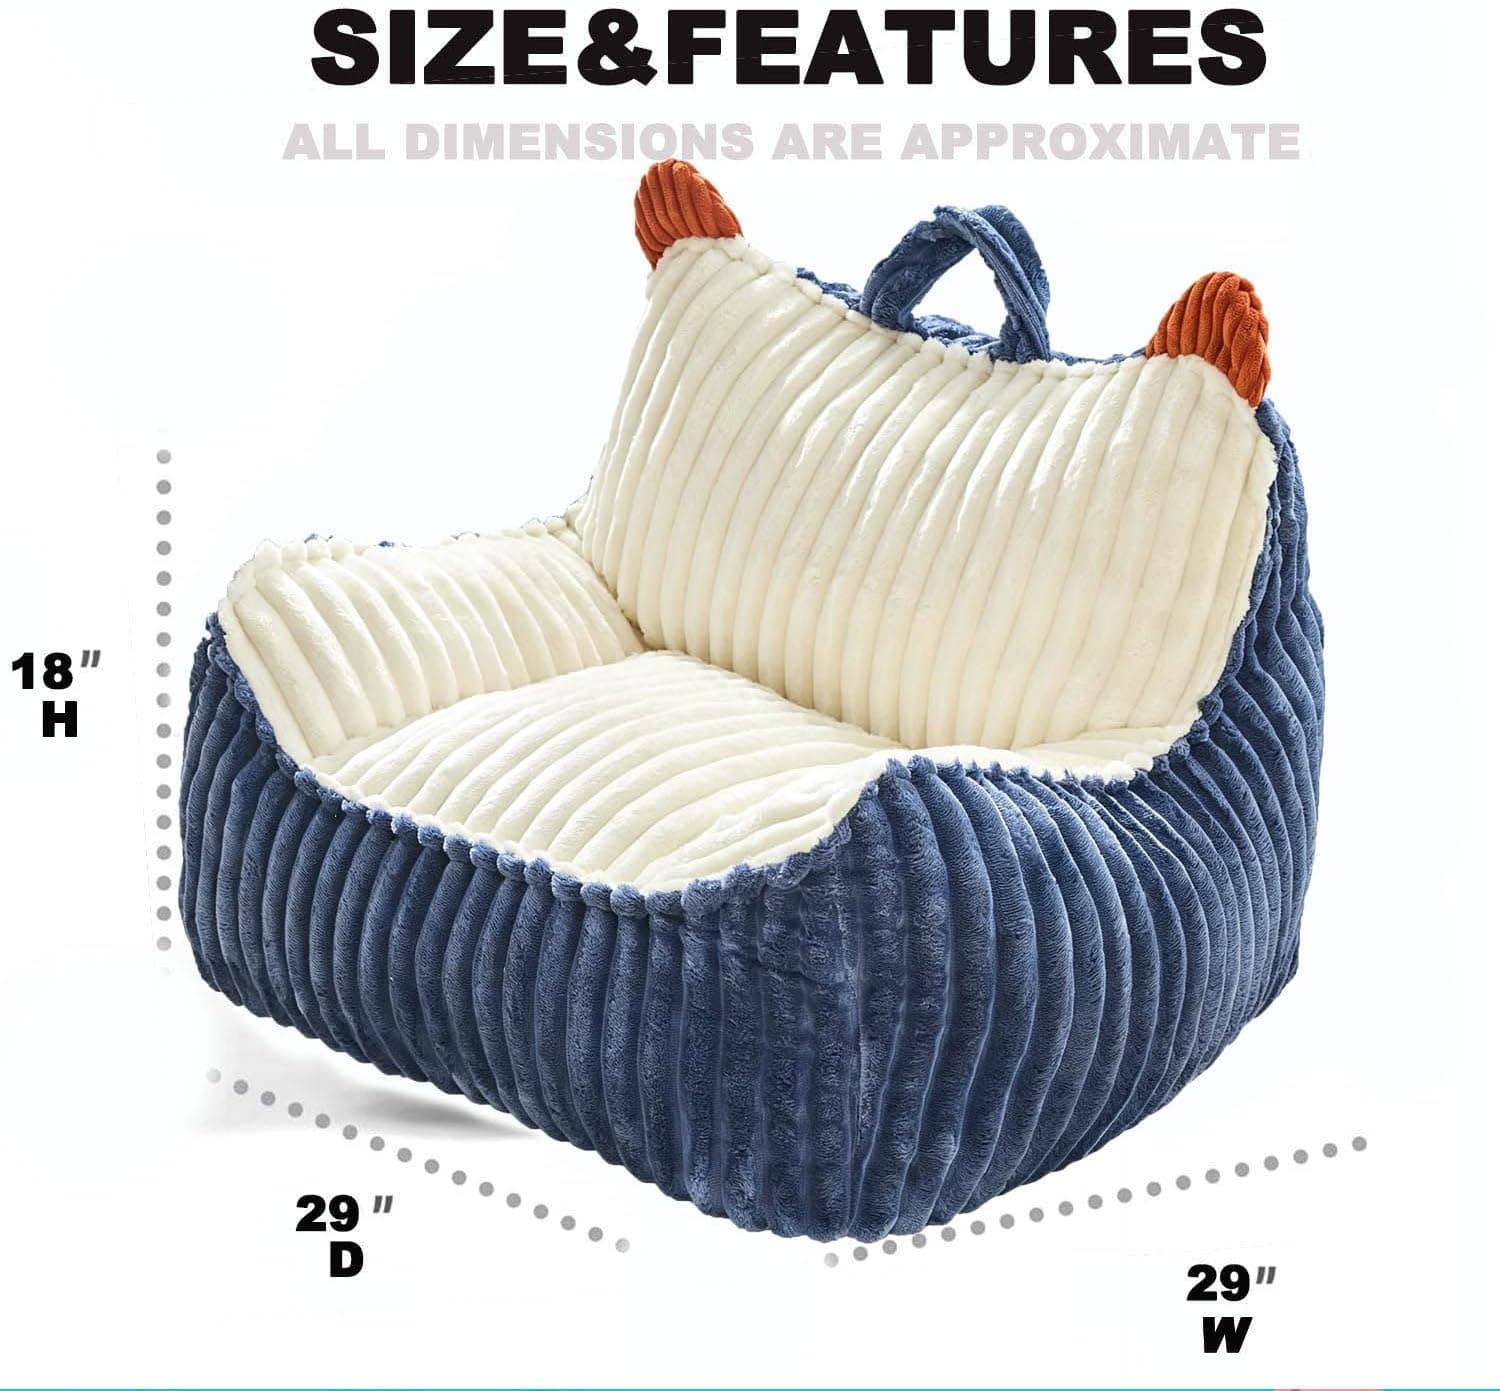 SIZE&FEATURES
ALL DIMENSIONS ARE APPROXIMATE
18"
H
29"
D
29"
W